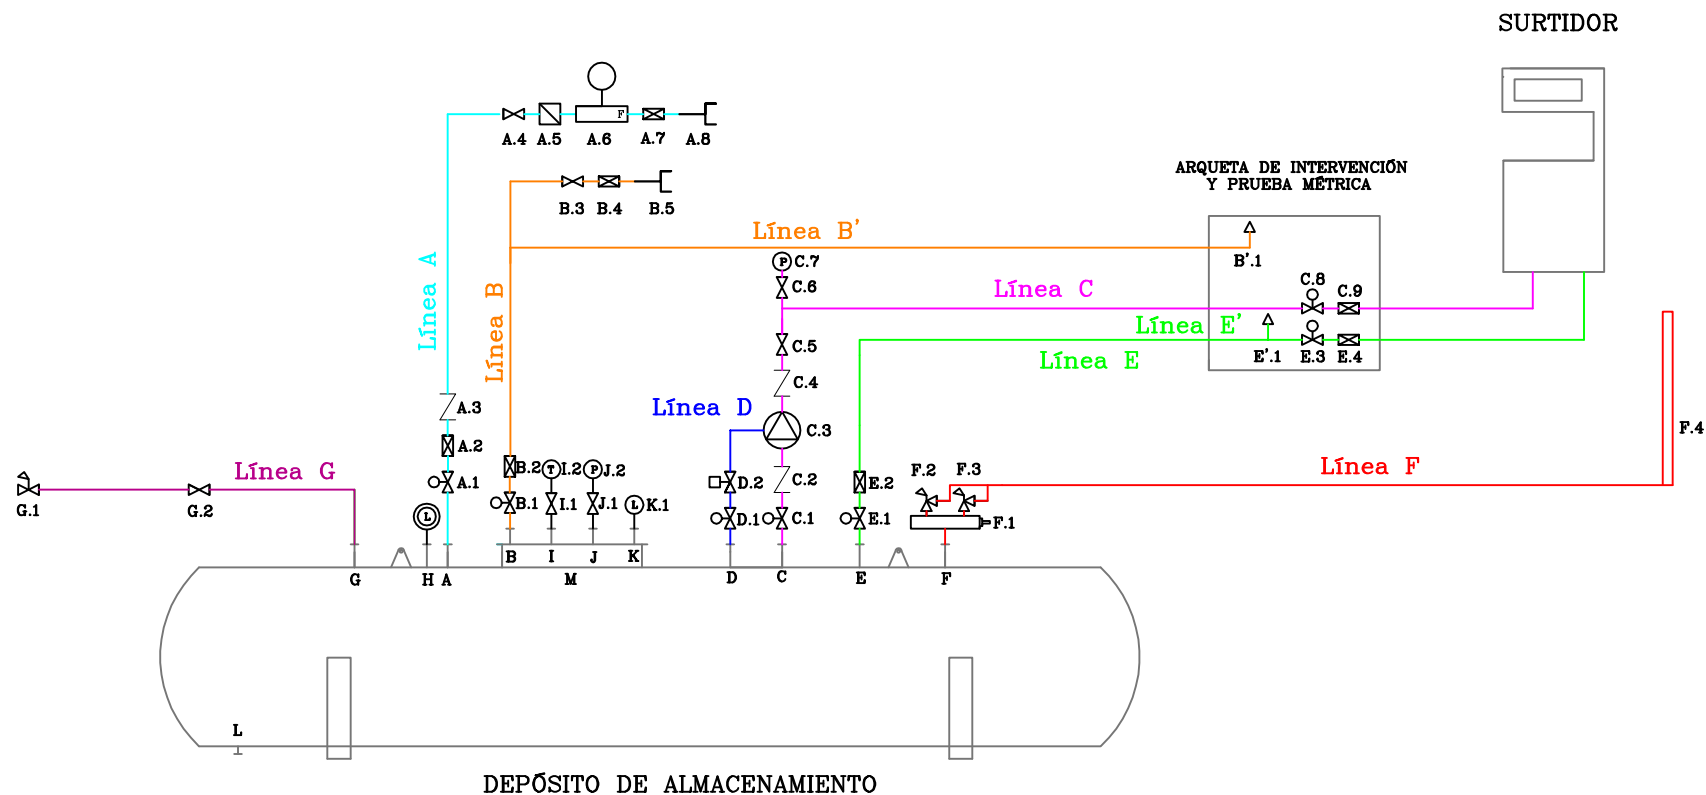 SURTIDOR
F
A.4
A.5
A.6
A.7
A.8
ARQUETA DE INTERVENCIÓN
Y PRUEBA MÉTRICA
B.3
B.4
B.5
Línea B'
P
C.7
B'.1
C.6
Línea A
Línea B
Línea C
C.8
C.9
Línea E'
C.5
E'.1
E.3
E.4
Línea E
C.4
Línea D
A.3
C.3
F.4
A.2
Línea G
B.2
T
I.2
P
J.2
Línea F
F.2
F.3
A.1
D.2
C.2
E.2
G.1
G.2
B.1
I.1
J.1
L
K.1
L
D.1
C.1
E.1
F.1
G
H
A
B
I
J
K
M
D
C
E
F
L
DEPÓSITO DE ALMACENAMIENTO